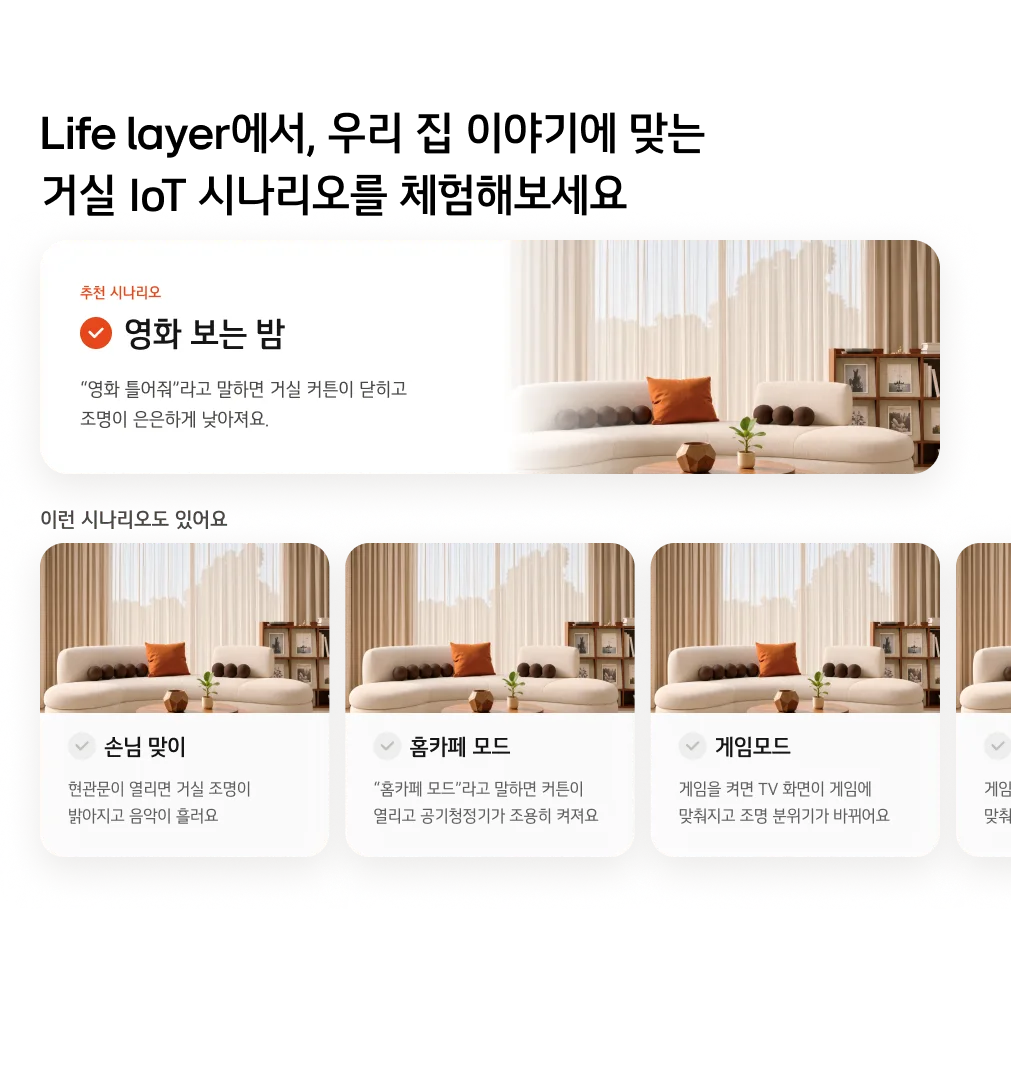 Life layer에서, 우리 집 이야기에 맞는
거실 IoT 시나리오를 체험해보세요
추천 시나리오
영화 보는 밤
“영화 틀어줘”라고 말하면 거실 커튼이 닫히고
조명이 은은하게 낮아져요.
이런 시나리오도 있어요
손님 맞이
현관문이 열리면 거실 조명이
밝아지고 음악이 흘러요
홈카페 모드
“홈카페 모드”라고 말하면 커튼이
열리고 공기청정기가 조용히 켜져요
게임모드
게임을 켜면 TV 화면이 게임에
맞춰지고 조명 분위기가 바뀌어요
게임
맞춰